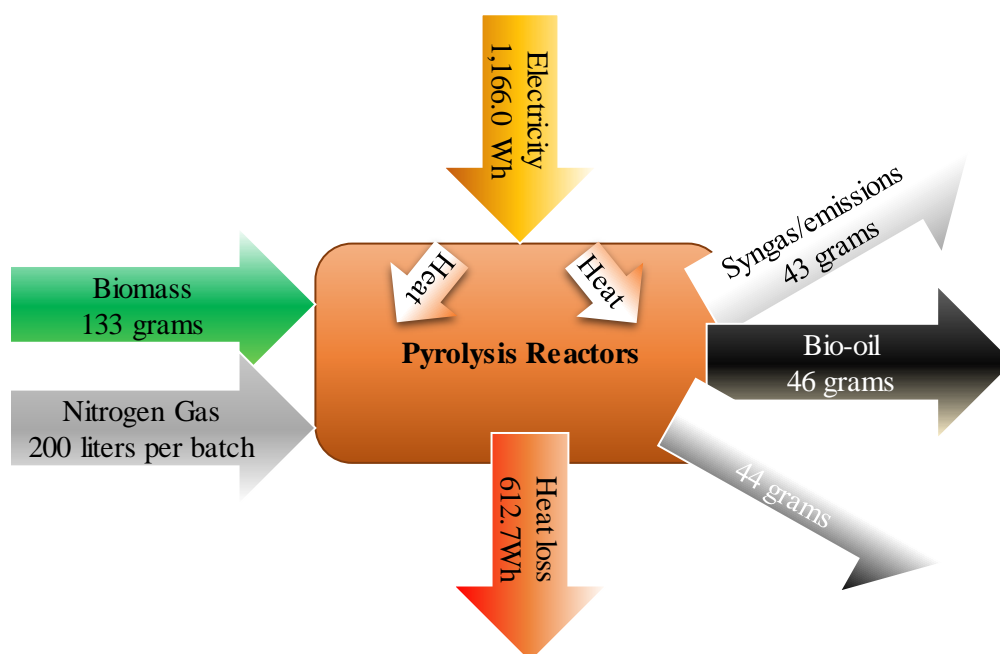 Electricity
1,166.0 Wh
Biomass
133 grams
Nitrogen Gas
200 liters per batch
Heat
Heat
Pyrolysis Reactors
Syngas/emissions
43 grams
Bio-oil
46 grams
44 grams
Heat loss
612.7Wh